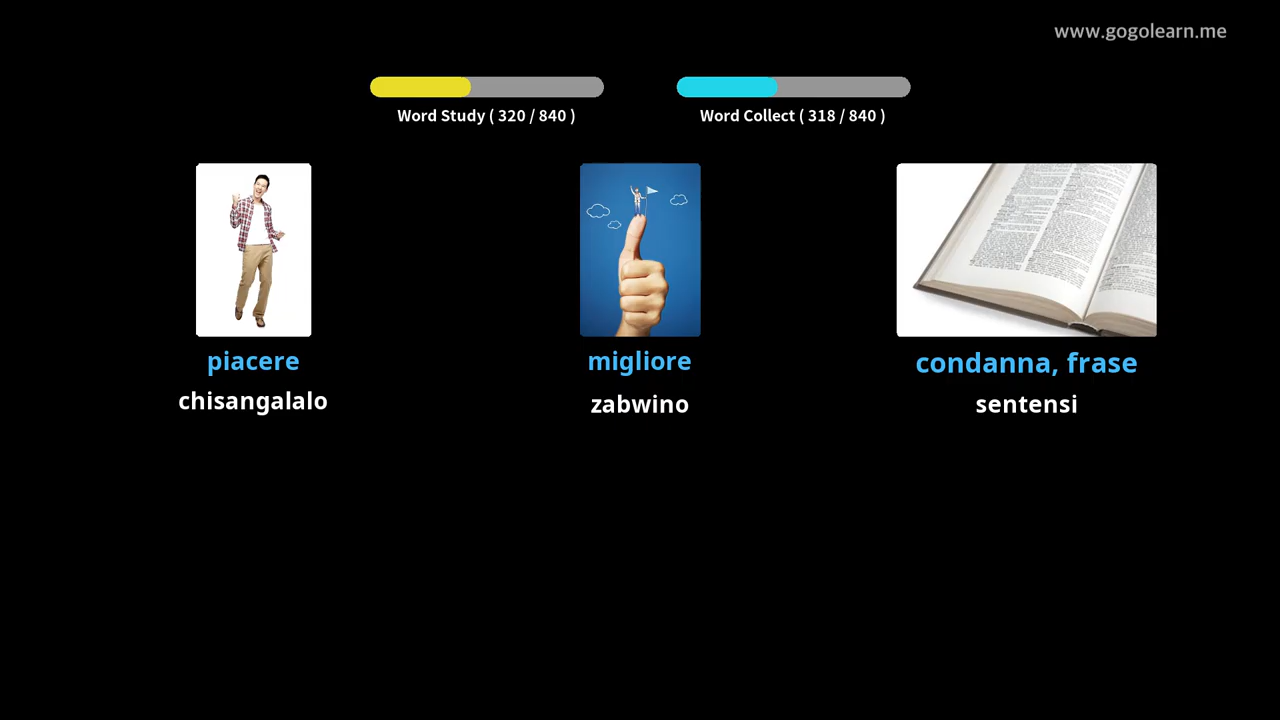 www.gogolearn.me
Word Study ( 320 / 840 )
Word Collect ( 318 / 840 )
piacere
chisangalalo
migliore
zabwino
condanna, frase
sentensi